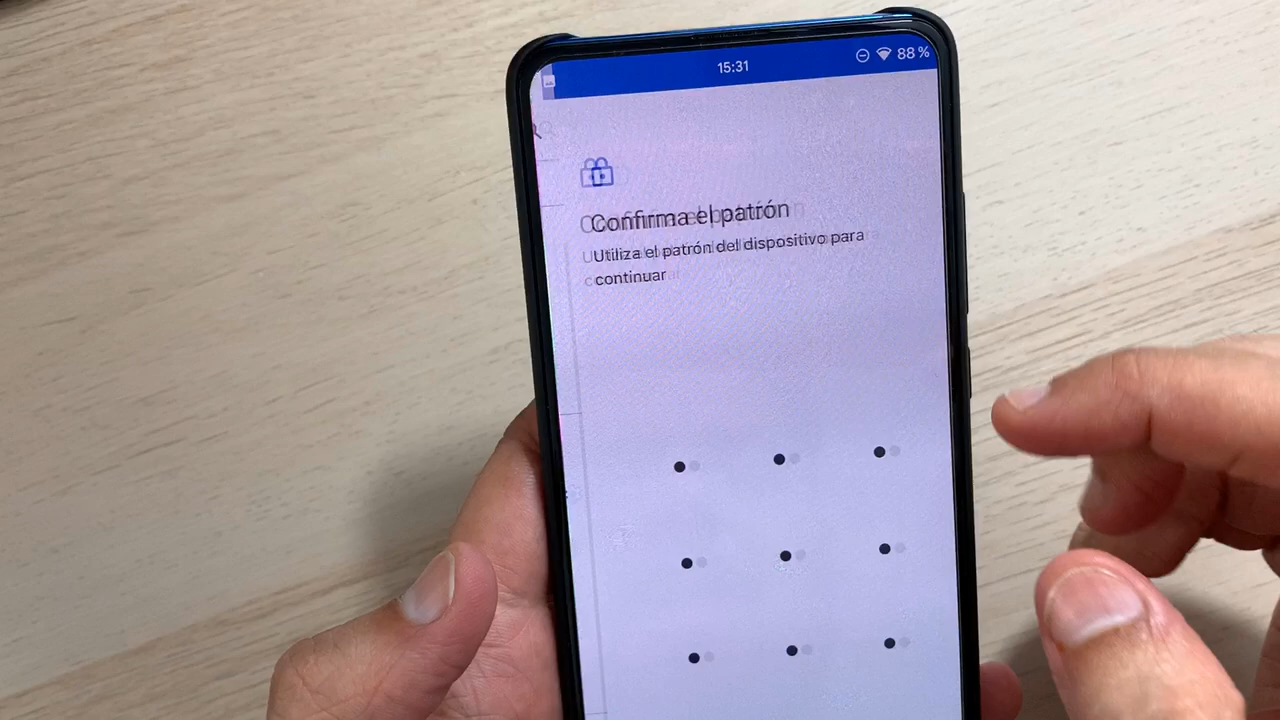 15:31 88 %
Confirma el patrón
Utiliza el patrón del dispositivo para
continuar